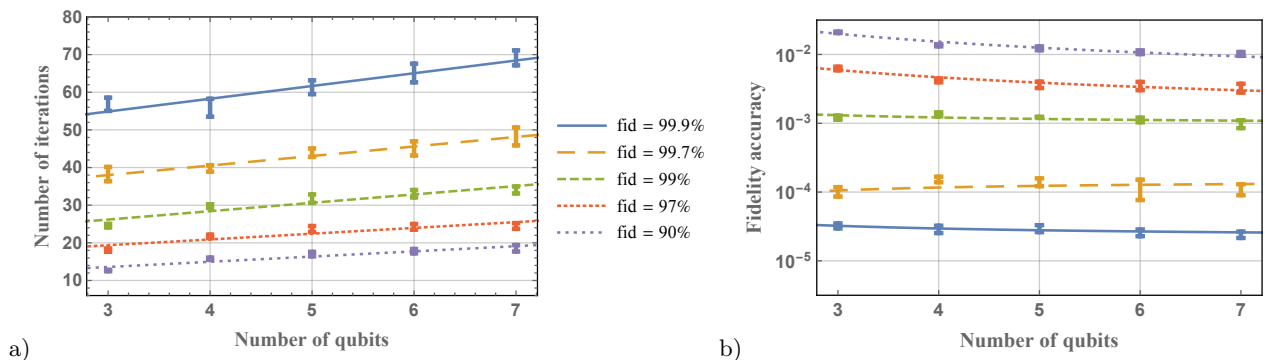 80
70
60
50
40
30
20
10
3 4 5 6 7
Number of iterations
Number of qubits
a)
fid = 99.9%
fid = 99.7%
fid = 99%
fid = 97%
fid = 90%
10⁻²
10⁻³
10⁻⁴
10⁻⁵
3 4 5 6 7
Fidelity accuracy
Number of qubits
b)